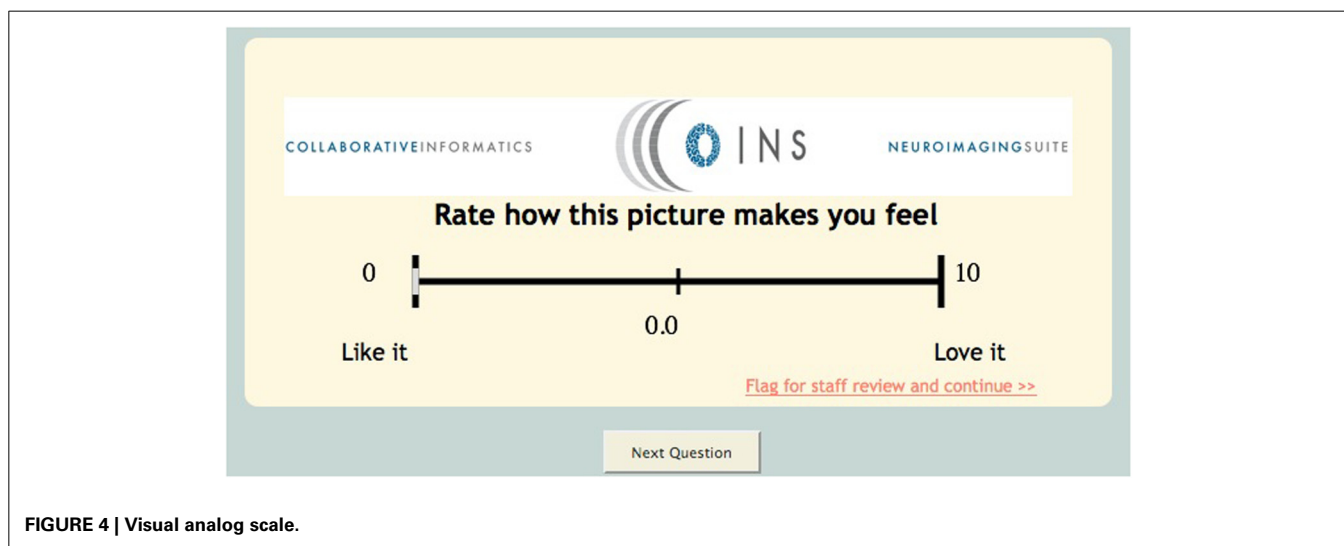 COLLABORATIVEINFORMATICS COINS NEUROIMAGINGSUITE
Rate how this picture makes you feel
0 10
0.0
Like it Love it
Flag for staff review and continue >>
Next Question
FIGURE 4 | Visual analog scale.